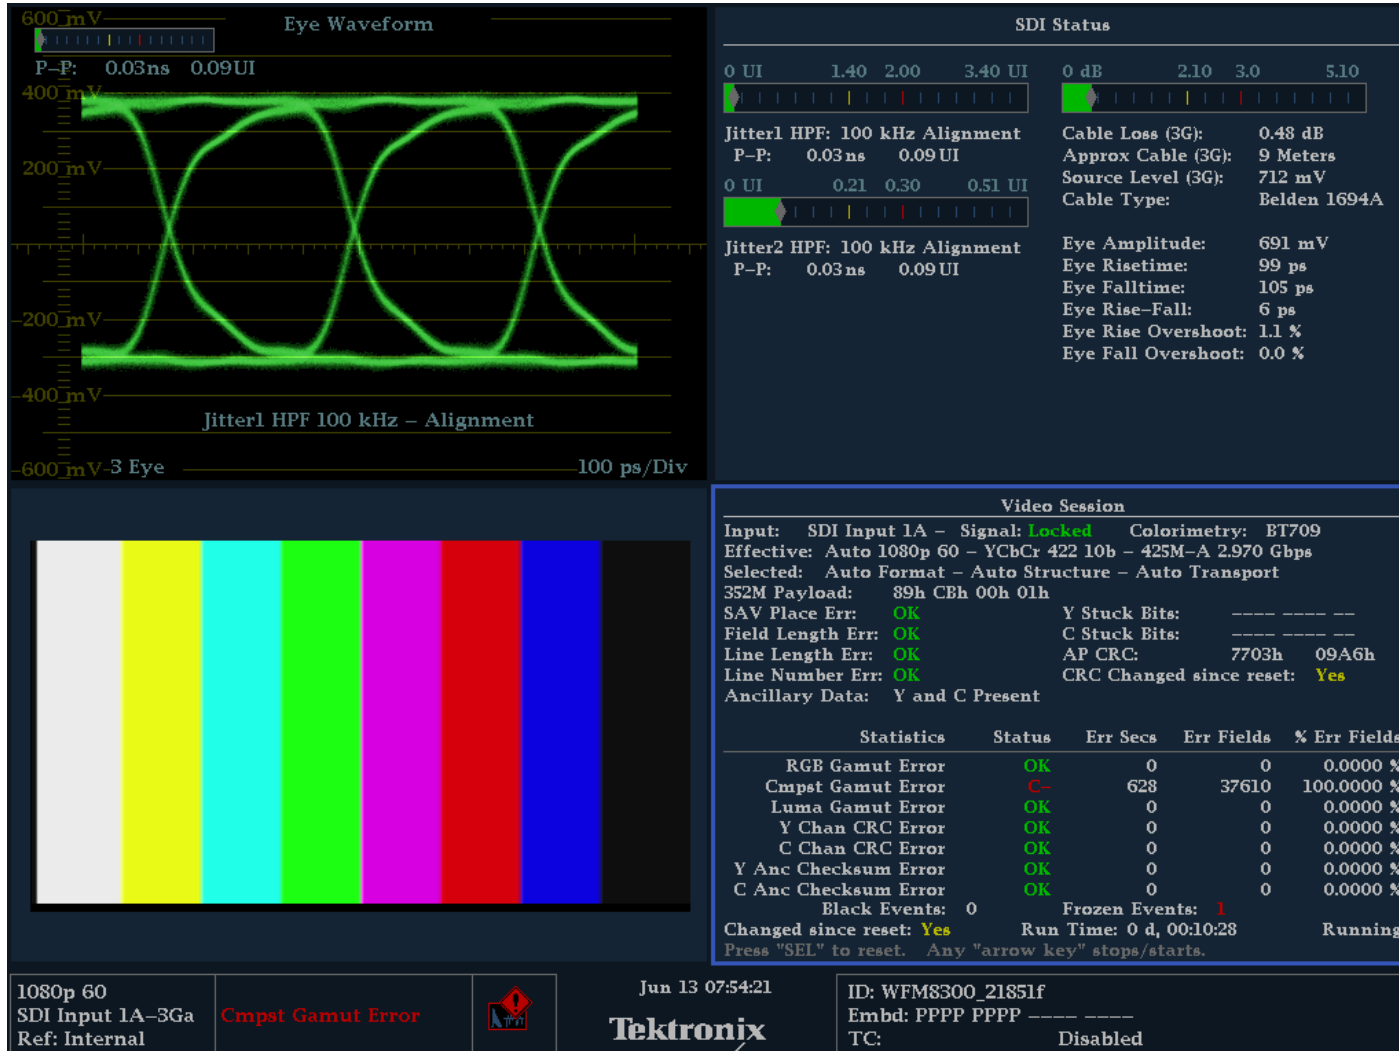 600 mV
Eye Waveform
P-P: 0.03ns 0.09UI
400 mV
200 mV
-200 mV
-400 mV
Jitter1 HPF 100 kHz - Alignment
-600 mV 3 Eye 100 ps/Div
SDI Status
0 UI 1.40 2.00 3.40 UI
Jitter1 HPF: 100 kHz Alignment
P-P: 0.03ns 0.09UI
0 UI 0.21 0.30 0.51 UI
Jitter2 HPF: 100 kHz Alignment
P-P: 0.03ns 0.09UI
0 dB 2.10 3.0 5.10
Cable Loss (3G): 0.48 dB
Approx Cable (3G): 9 Meters
Source Level (3G): 712 mV
Cable Type: Belden 1694A
Eye Amplitude: 691 mV
Eye Risetime: 99 ps
Eye Falltime: 105 ps
Eye Rise-Fall: 6 ps
Eye Rise Overshoot: 1.1 %
Eye Fall Overshoot: 0.0 %
Video Session
Input: SDI Input 1A - Signal: Locked Colorimetry: BT709
Effective: Auto 1080p 60 - YCbCr 422 10b - 425M-A 2.970 Gbps
Selected: Auto Format - Auto Structure - Auto Transport
352M Payload: 89h CBh 00h 01h
SAV Place Err: OK Y Stuck Bits: ---- ---- --
Field Length Err: OK C Stuck Bits: ---- ---- --
Line Length Err: OK AP CRC: 7703h 09A6h
Line Number Err: OK CRC Changed since reset: Yes
Ancillary Data: Y and C Present
Statistics Status Err Secs Err Fields % Err Fields
RGB Gamut Error OK 0 0 0.0000 %
Cmpst Gamut Error C- 628 37610 100.0000 %
Luma Gamut Error OK 0 0 0.0000 %
Y Chan CRC Error OK 0 0 0.0000 %
C Chan CRC Error OK 0 0 0.0000 %
Y Anc Checksum Error OK 0 0 0.0000 %
C Anc Checksum Error OK 0 0 0.0000 %
Black Events: 0 Frozen Events: 1
Changed since reset: Yes Run Time: 0 d, 00:10:28 Running
Press "SEL" to reset. Any "arrow key" stops/starts.
1080p 60
SDI Input 1A-3Ga
Ref: Internal
Cmpst Gamut Error
Jun 13 07:54:21
Tektronix
ID: WFM8300_21851f
Embd: PPPP PPPP ---- ----
TC: Disabled